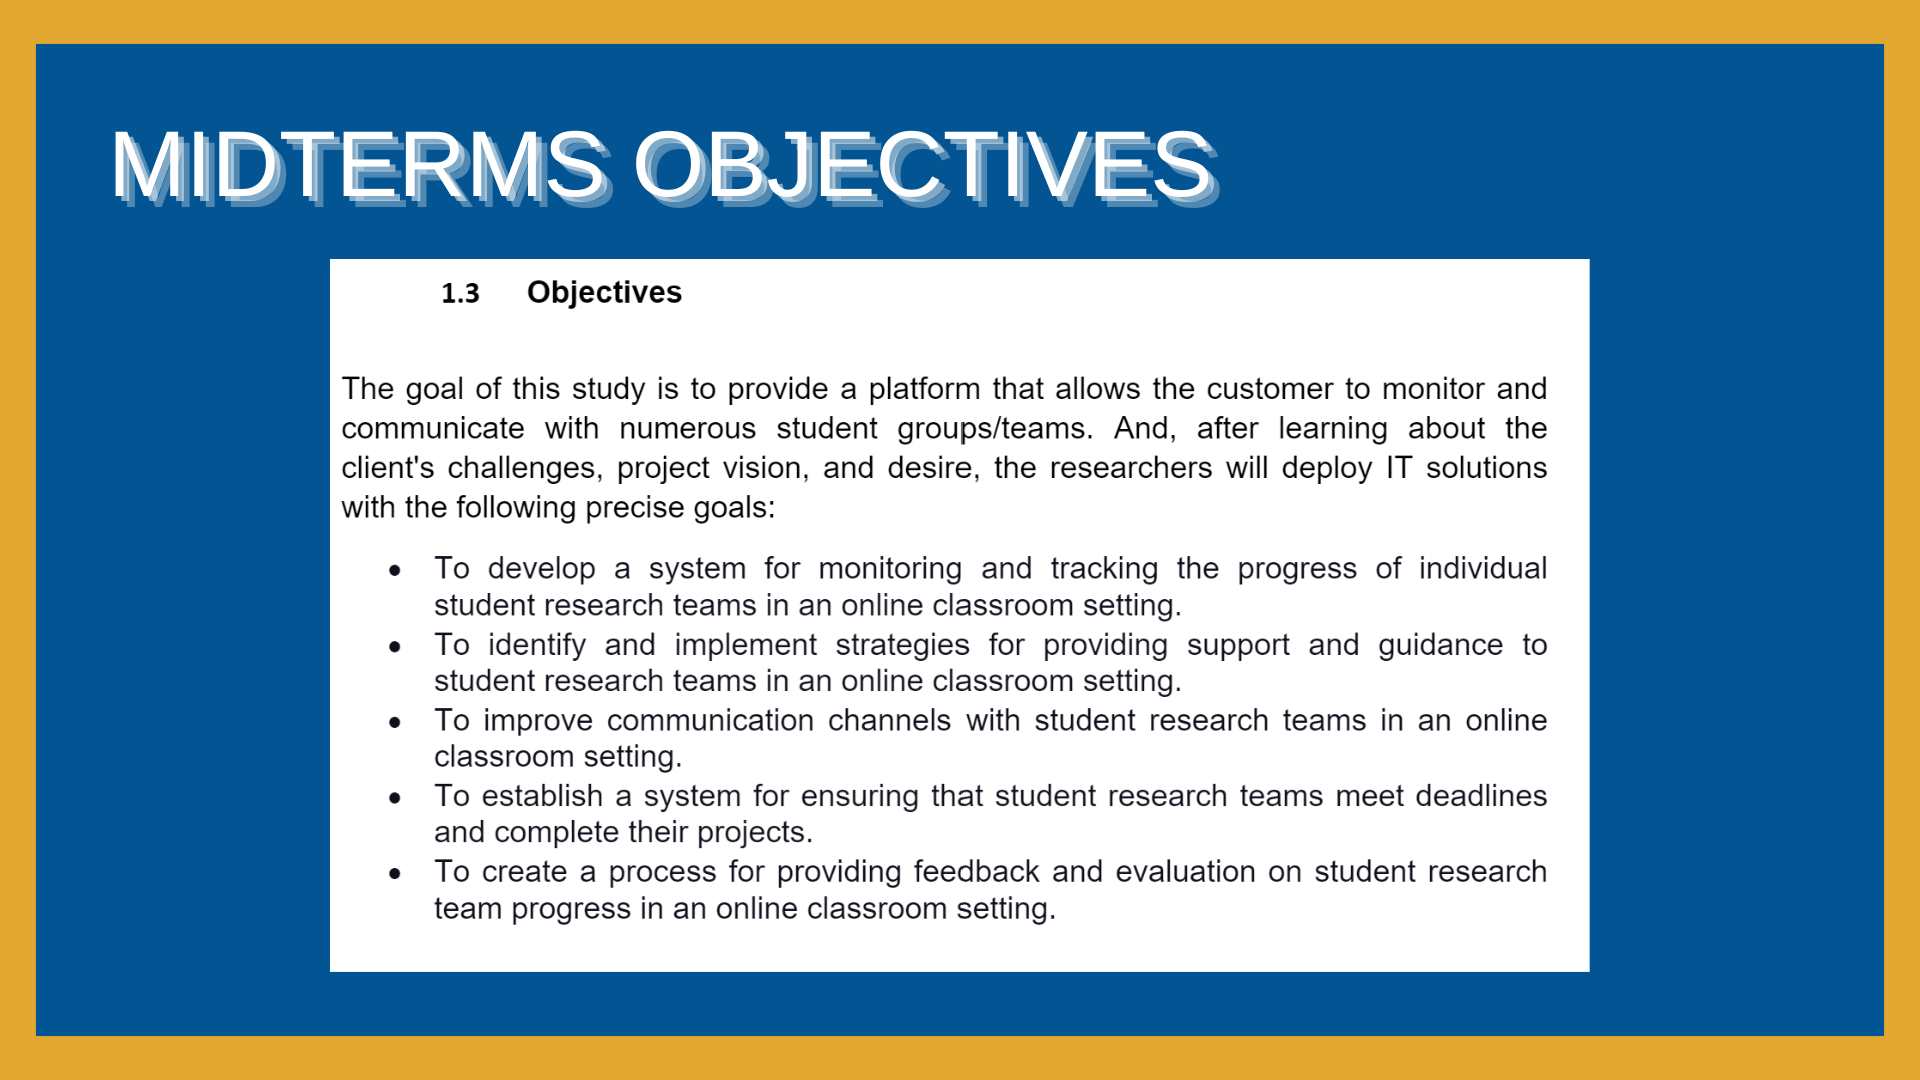 MIDTERMS OBJECTIVES
1.3 Objectives
The goal of this study is to provide a platform that allows the customer to monitor and
communicate with numerous student groups/teams. And, after learning about the
client's challenges, project vision, and desire, the researchers will deploy IT solutions
with the following precise goals:
• To develop a system for monitoring and tracking the progress of individual
student research teams in an online classroom setting.
• To identify and implement strategies for providing support and guidance to
student research teams in an online classroom setting.
• To improve communication channels with student research teams in an online
classroom setting.
• To establish a system for ensuring that student research teams meet deadlines
and complete their projects.
• To create a process for providing feedback and evaluation on student research
team progress in an online classroom setting.